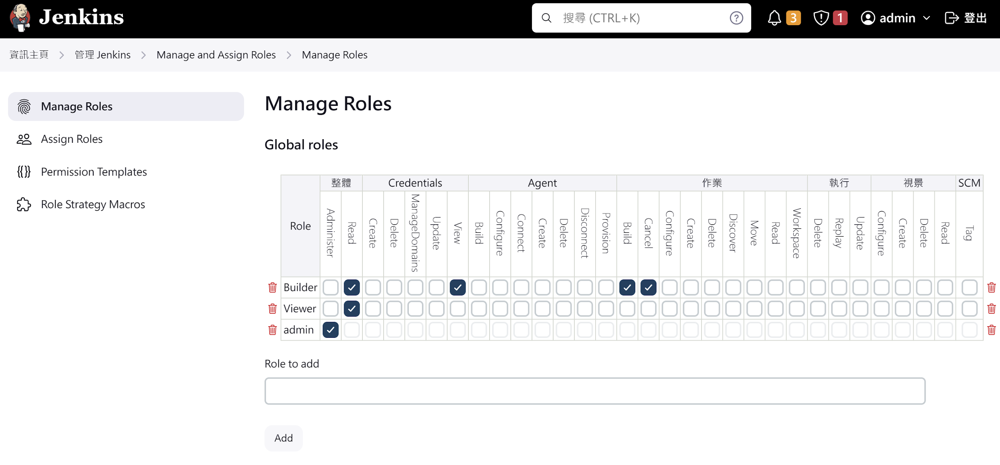 Jenkins
搜尋 (CTRL+K)
3
1
admin
登出
資訊主頁 > 管理 Jenkins > Manage and Assign Roles > Manage Roles
Manage Roles
Assign Roles
Permission Templates
Role Strategy Macros
Manage Roles
Global roles
Role 整體 Credentials Agent 作業 執行 視景 SCM
Administer Read Create Delete ManageDomains Update View Build Configure Connect Create Delete Disconnect Provision Build Cancel Configure Create Delete Discover Move Read Workspace Delete Replay Update Configure Create Delete Read Tag
Builder
Viewer
admin
Role to add
Add